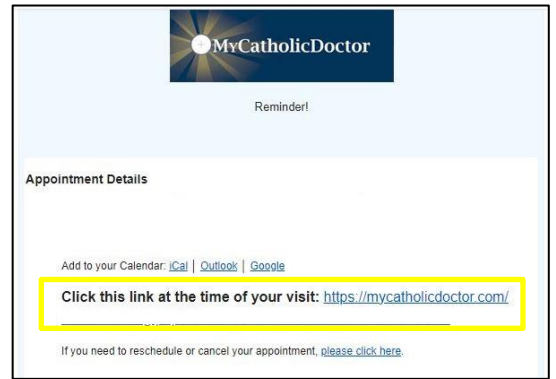 MyCatholicDoctor
Reminder!
Appointment Details
Add to your Calendar: iCal | Outlook | Google
Click this link at the time of your visit: https://mycatholicdoctor.com/
If you need to reschedule or cancel your appointment, please click here.